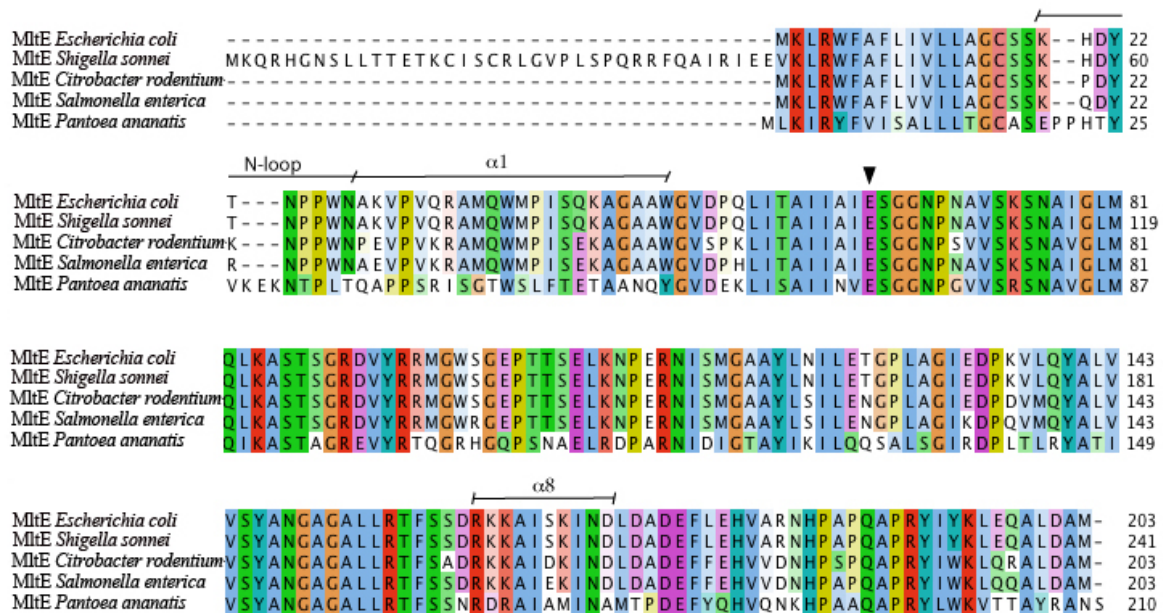 MltE Escherichia coli --------------------------------------MKLRWFAFLIVLLAGCSSK--HDY 22
MltE Shigella sonnei MKQRHGNSLLTTETKCISCRLGVPLSPQRRFQAIRIEEVKLRWFAFLIVLLAGCSSK--HDY 60
MltE Citrobacter rodentium --------------------------------------MKLRWFAFLIVLLAGCSSK--PDY 22
MltE Salmonella enterica --------------------------------------MKLRWFAFLVVILAGCSSK--QDY 22
MltE Pantoea ananatis -------------------------------------MLKIRYFVISALLLTGCASEPPHTY 25
N-loop α1
MltE Escherichia coli T---NPPWNAKVPVQRAMQWMPISQKAGAAWGVDPQLITAIIAIESGGNPNAVSKSNAIGLM 81
MltE Shigella sonnei T---NPPWNAKVPVQRAMQWMPISQKAGAAWGVDPQLITAIIAIESGGNPNAVSKSNAIGLM 119
MltE Citrobacter rodentium K---NPPWNPEVPVKRAMQWMPISEKAGAAWGVSPKLITAIIAIESGGNPSVVSKSNAVGLM 81
MltE Salmonella enterica R---NPPWNAEVPVKRAMQWMPISEKAGAAWGVDPHLITAIIAIESGGNPNAVSKSNAIGLM 81
MltE Pantoea ananatis VKEKNTPLTQAPPSRISGTWSLFTETAANQYGVDEKLISAIINVESGGNPGVVSRSNAVGLM 87
MltE Escherichia coli QLKASTSGRDVYRRMGWSGEPTTSELKNPERNISMGAAYLNILETGPLAGIEDPKVLQYALV 143
MltE Shigella sonnei QLKASTSGRDVYRRMGWSGEPTTSELKNPERNISMGAAYLNILETGPLAGIEDPKVLQYALV 181
MltE Citrobacter rodentium QLKASTSGRDVYRRMGWSGEPTTSELKNPERNISMGAAYLSILENGPLAGIEDPDVMQYALV 143
MltE Salmonella enterica QLKASTSGRDVYRRMGWRGEPTTSELKNPERNISMGAAYLSILENGPLAGIKDPQVMQYALV 143
MltE Pantoea ananatis QIKASTAGREVYRTQGRHGQPSNAELRDPARNIDIGTAYIKILQQSALSGIRDPLTLRYATI 149
α8
MltE Escherichia coli VSYANGAGALLRTFSSDRKKAISKINDLDADEFLEHVARNHPAPQAPRYIYKLEQALDAM- 203
MltE Shigella sonnei VSYANGAGALLRTFSSDRKKAISKINDLDADEFLEHVARNHPAPQAPRYIYKLEQALDAM- 241
MltE Citrobacter rodentium VSYANGAGALLRTFSADRKKAIDKINDLDADEFFEHVVDNHPSPQAPRYIWKLQRALDAM- 203
MltE Salmonella enterica VSYANGAGALLRTFSSDRKKAIEKINDLDADEFFEHVVDNHPAPQAPRYIWKLQQALDAM- 203
MltE Pantoea ananatis VSYANGAGALLRTFSNRDRAIAMINAMTPDEFYQHVQNKHPAAQAPRYLWKVTTAYRANS 210